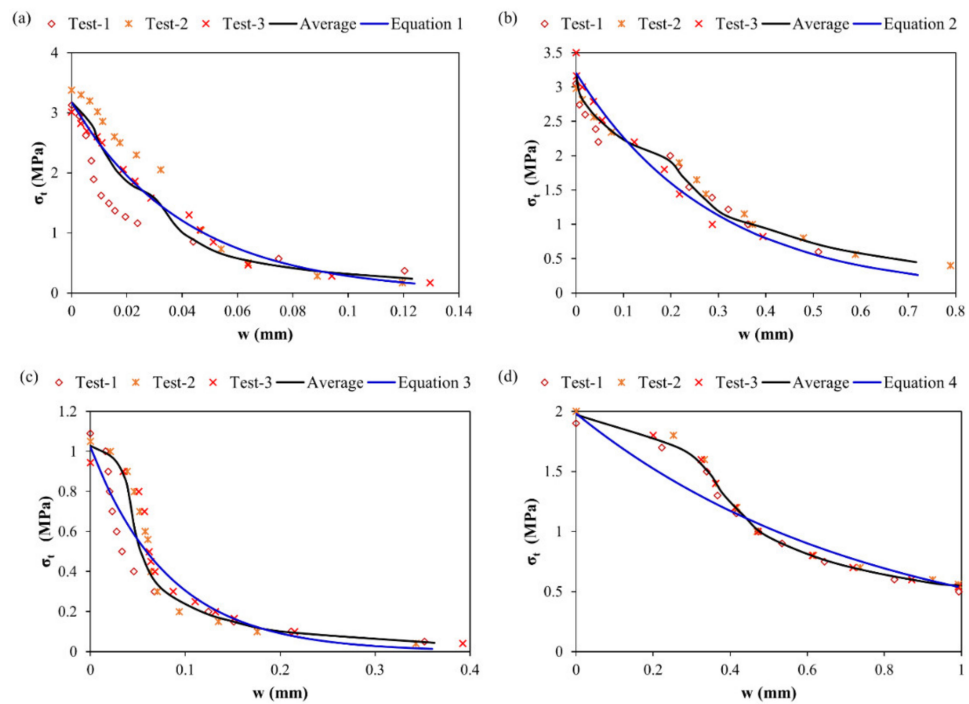 (a)
Test-1 Test-2 Test-3 Average Equation 1
4
3
2
1
0
σt (MPa)
0 0.02 0.04 0.06 0.08 0.1 0.12 0.14
w (mm)
(b)
Test-1 Test-2 Test-3 Average Equation 2
3.5
3
2.5
2
1.5
1
0.5
0
σt (MPa)
0 0.1 0.2 0.3 0.4 0.5 0.6 0.7 0.8
w (mm)
(c)
Test-1 Test-2 Test-3 Average Equation 3
1.2
1
0.8
0.6
0.4
0.2
0
σt (MPa)
0 0.1 0.2 0.3 0.4
w (mm)
(d)
Test-1 Test-2 Test-3 Average Equation 4
2
1.5
1
0.5
0
σt (MPa)
0 0.2 0.4 0.6 0.8 1
w (mm)